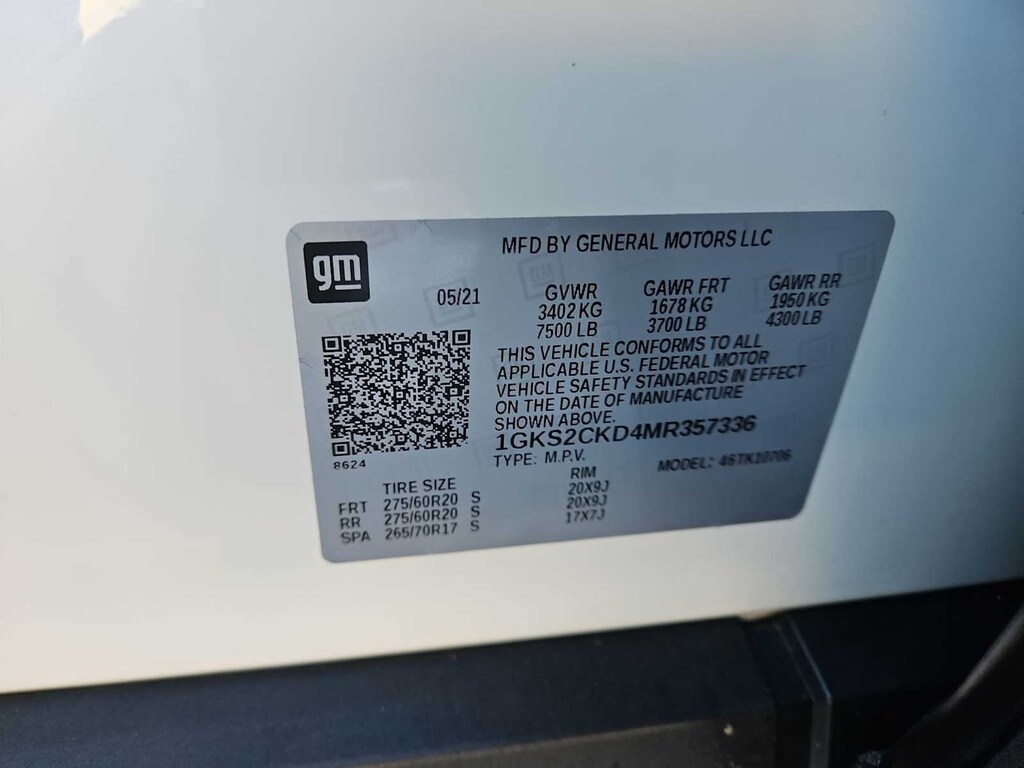 gm
MFD BY GENERAL MOTORS LLC
05/21
GVWR GAWR FRT GAWR RR
3402 KG 1678 KG 1950 KG
7500 LB 3700 LB 4300 LB
THIS VEHICLE CONFORMS TO ALL
APPLICABLE U.S. FEDERAL MOTOR
VEHICLE SAFETY STANDARDS IN EFFECT
ON THE DATE OF MANUFACTURE
SHOWN ABOVE.
1GKS2CKD4MR357336
8624
TYPE: M.P.V. MODEL: 46TK10706
TIRE SIZE RIM
FRT 275/60R20 S 20X9J
RR 275/60R20 S 20X9J
SPA 265/70R17 S 17X7J